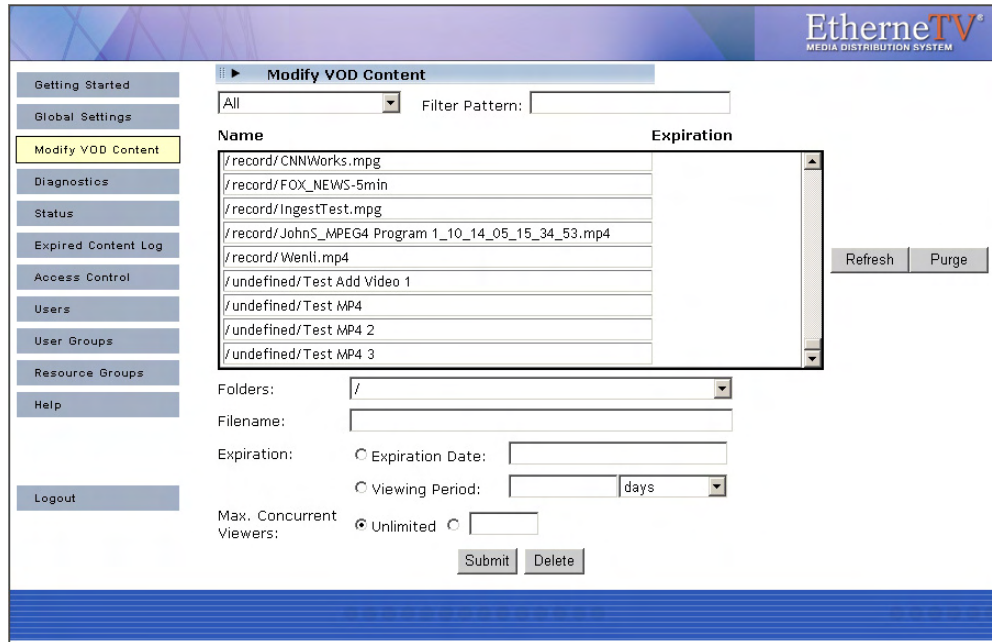 EtherneTV®
MEDIA DISTRIBUTION SYSTEM
Getting Started
Global Settings
Modify VOD Content
Diagnostics
Status
Expired Content Log
Access Control
Users
User Groups
Resource Groups
Help
Logout
Modify VOD Content
All Filter Pattern:
Name Expiration
/record/CNNWorks.mpg
/record/FOX_NEWS-5min
/record/IngestTest.mpg
/record/JohnS_MPEG4 Program 1_10_14_05_15_34_53.mp4
/record/Wenli.mp4
/undefined/Test Add Video 1
/undefined/Test MP4
/undefined/Test MP4 2
/undefined/Test MP4 3
Refresh Purge
Folders: /
Filename:
Expiration: Expiration Date:
Viewing Period: days
Max. Concurrent
Viewers: Unlimited
Submit Delete